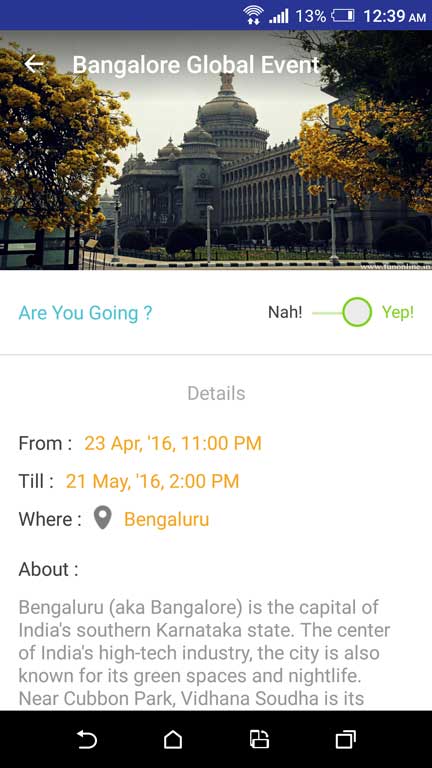 13% 12:39 AM
Bangalore Global Event
www.funonline.in
Are You Going ? Nah! Yep!
Details
From : 23 Apr, '16, 11:00 PM
Till : 21 May, '16, 2:00 PM
Where : Bengaluru
About :
Bengaluru (aka Bangalore) is the capital of
India's southern Karnataka state. The center
of India's high-tech industry, the city is also
known for its green spaces and nightlife.
Near Cubbon Park, Vidhana Soudha is its